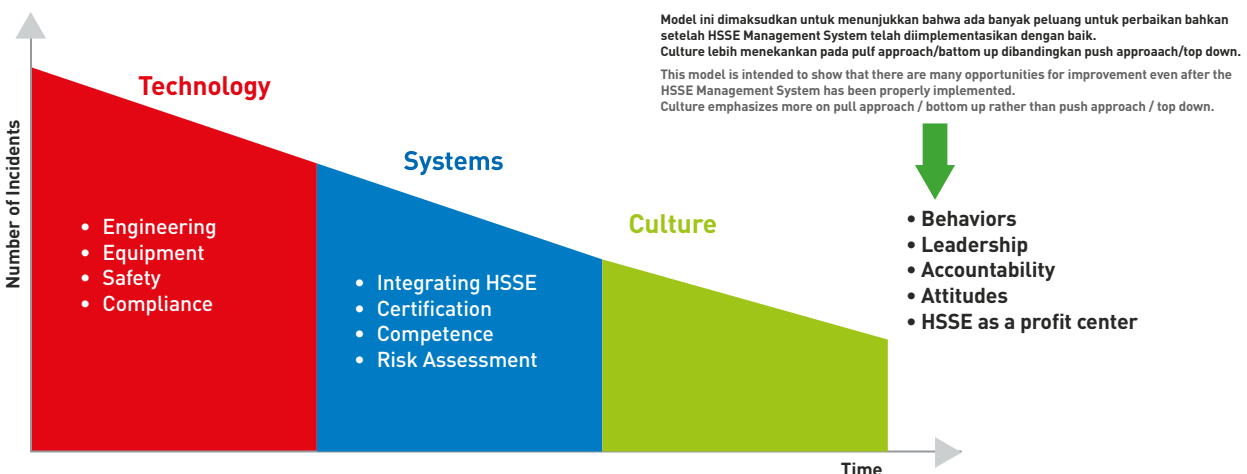 Model ini dimaksudkan untuk menunjukkan bahwa ada banyak peluang untuk perbaikan bahkan
setelah HSSE Management System telah diimplementasikan dengan baik.
Culture lebih menekankan pada pulf approach/battom up dibandingkan push approaach/top down.
This model is intended to show that there are many opportunities for improvement even after the
HSSE Management System has been properly implemented.
Culture emphasizes more on pull approach / bottom up rather than push approach / top down.
Number of Incidents
Technology
• Engineering
• Equipment
• Safety
• Compliance
Systems
• Integrating HSSE
• Certification
• Competence
• Risk Assessment
Culture
• Behaviors
• Leadership
• Accountability
• Attitudes
• HSSE as a profit center
Time